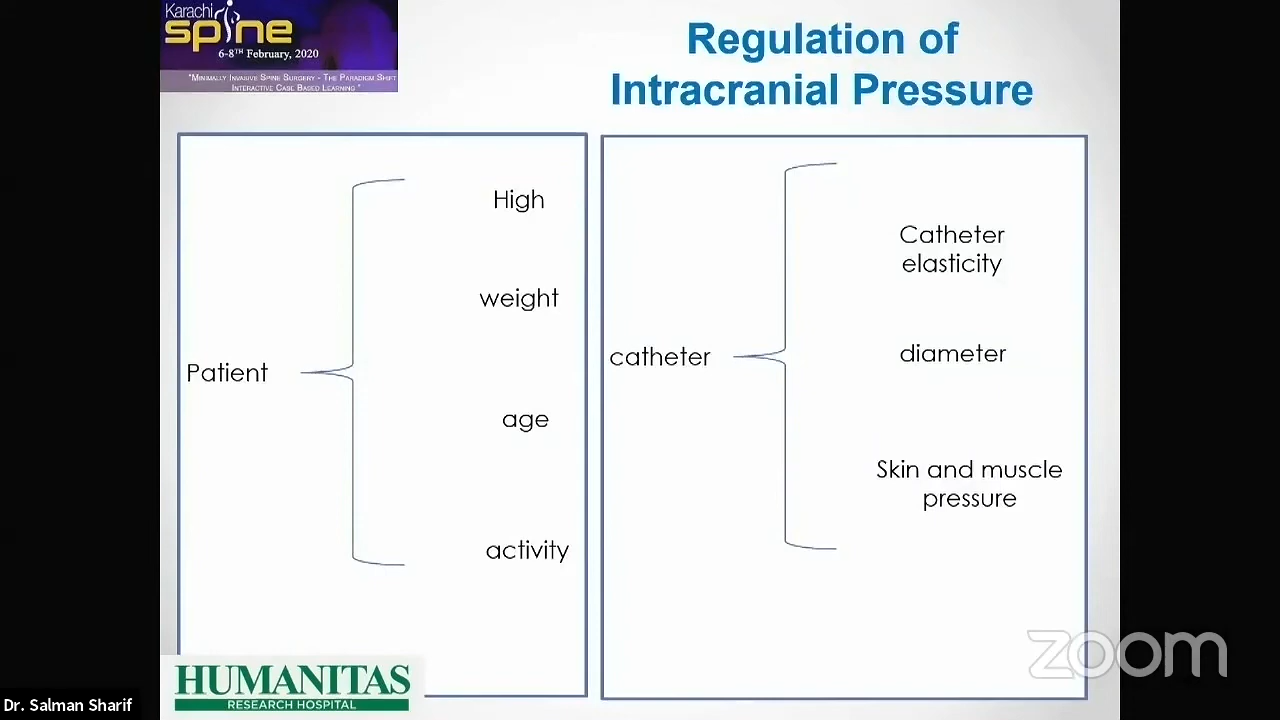 Karachi
spine
6-8TH February, 2020
"Minimally Invasive Spine Surgery - The Paradigm Shift
Interactive Case Based Learning"
Regulation of
Intracranial Pressure
Patient
High
weight
age
activity
catheter
Catheter
elasticity
diameter
Skin and muscle
pressure
HUMANITAS
RESEARCH HOSPITAL
Dr. Salman Sharif
zoom